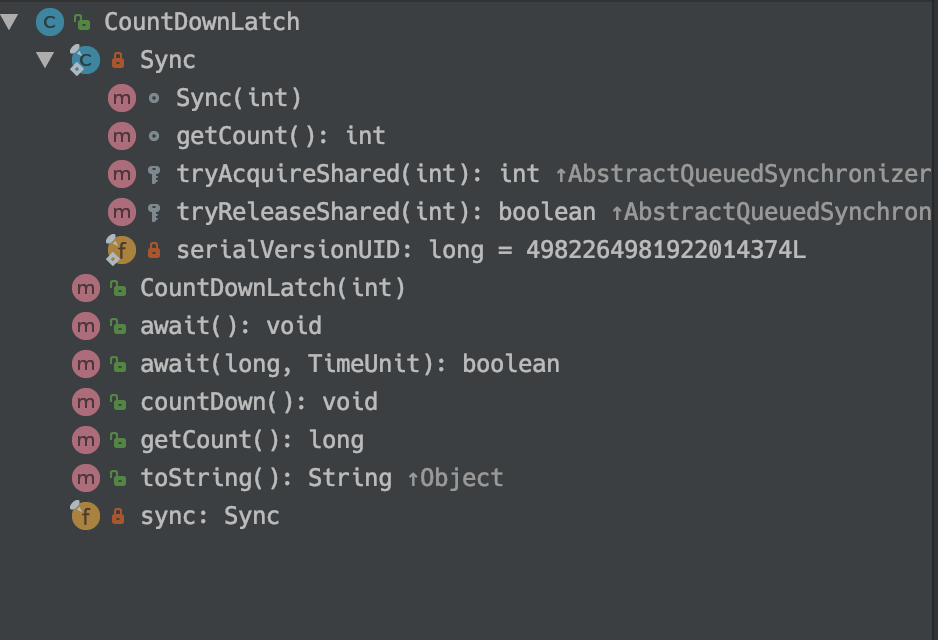 CountDownLatch
Sync
Sync(int)
getCount(): int
tryAcquireShared(int): int ↑AbstractQueuedSynchronizer
tryReleaseShared(int): boolean ↑AbstractQueuedSynchron
serialVersionUID: long = 4982264981922014374L
CountDownLatch(int)
await(): void
await(long, TimeUnit): boolean
countDown(): void
getCount(): long
toString(): String ↑Object
sync: Sync